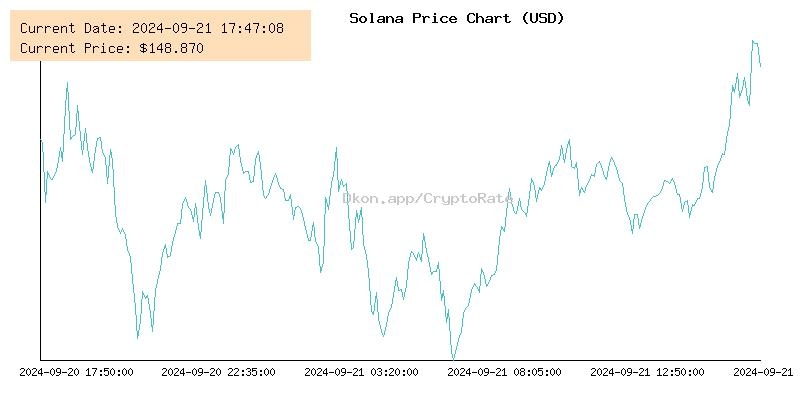 Solana Price Chart (USD)
Current Date: 2024-09-21 17:47:08
Current Price: $148.870
Dkon.app/CryptoRate
2024-09-20 17:50:00 2024-09-20 22:35:00 2024-09-21 03:20:00 2024-09-21 08:05:00 2024-09-21 12:50:00 2024-09-21